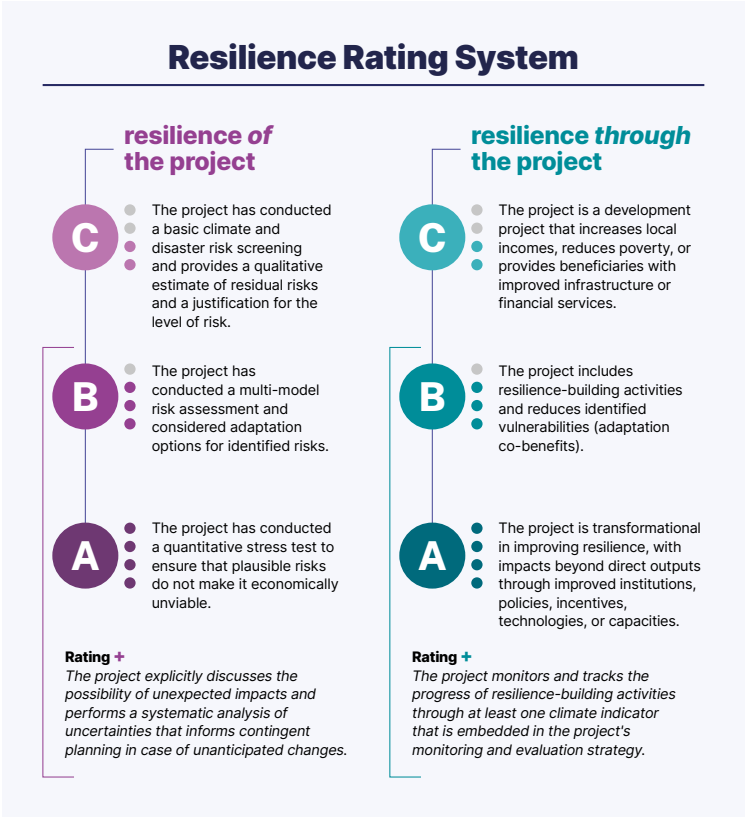 Resilience Rating System
resilience of
the project
C
The project has conducted
a basic climate and
disaster risk screening
and provides a qualitative
estimate of residual risks
and a justification for the
level of risk.
B
The project has
conducted a multi-model
risk assessment and
considered adaptation
options for identified risks.
A
The project has conducted
a quantitative stress test to
ensure that plausible risks
do not make it economically
unviable.
Rating +
The project explicitly discusses the
possibility of unexpected impacts and
performs a systematic analysis of
uncertainties that informs contingent
planning in case of unanticipated changes.
resilience through
the project
C
The project is a development
project that increases local
incomes, reduces poverty, or
provides beneficiaries with
improved infrastructure or
financial services.
B
The project includes
resilience-building activities
and reduces identified
vulnerabilities (adaptation
co-benefits).
A
The project is transformational
in improving resilience, with
impacts beyond direct outputs
through improved institutions,
policies, incentives,
technologies, or capacities.
Rating +
The project monitors and tracks the
progress of resilience-building activities
through at least one climate indicator
that is embedded in the project's
monitoring and evaluation strategy.